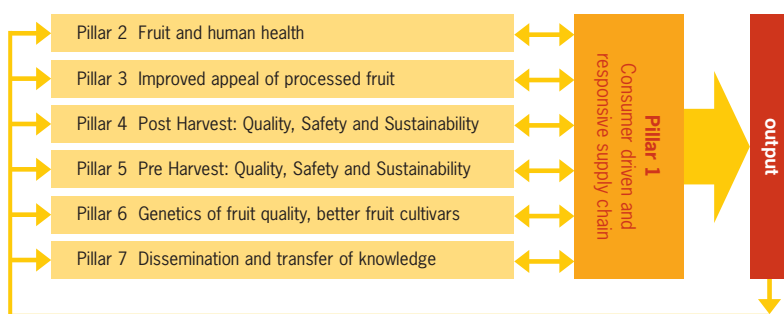 Pillar 2 Fruit and human health
Pillar 3 Improved appeal of processed fruit
Pillar 4 Post Harvest: Quality, Safety and Sustainability
Pillar 5 Pre Harvest: Quality, Safety and Sustainability
Pillar 6 Genetics of fruit quality, better fruit cultivars
Pillar 7 Dissemination and transfer of knowledge
Pillar 1
Consumer driven and
responsive supply chain
output